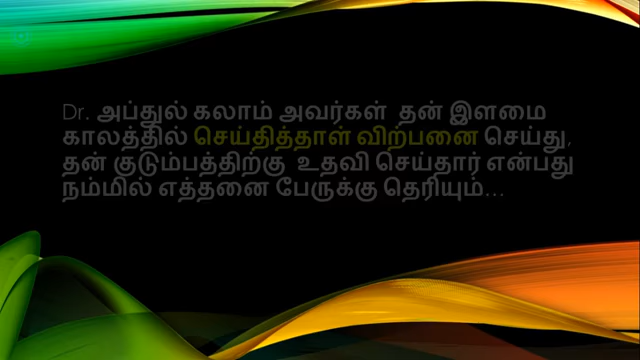 Dr. அப்துல் கலாம் அவர்கள் தன் இளமை
காலத்தில் செய்தித்தாள் விற்பனை செய்து,
தன் குடும்பத்திற்கு உதவி செய்தார் என்பது
நம்மில் எத்தனை பேருக்கு தெரியும்...